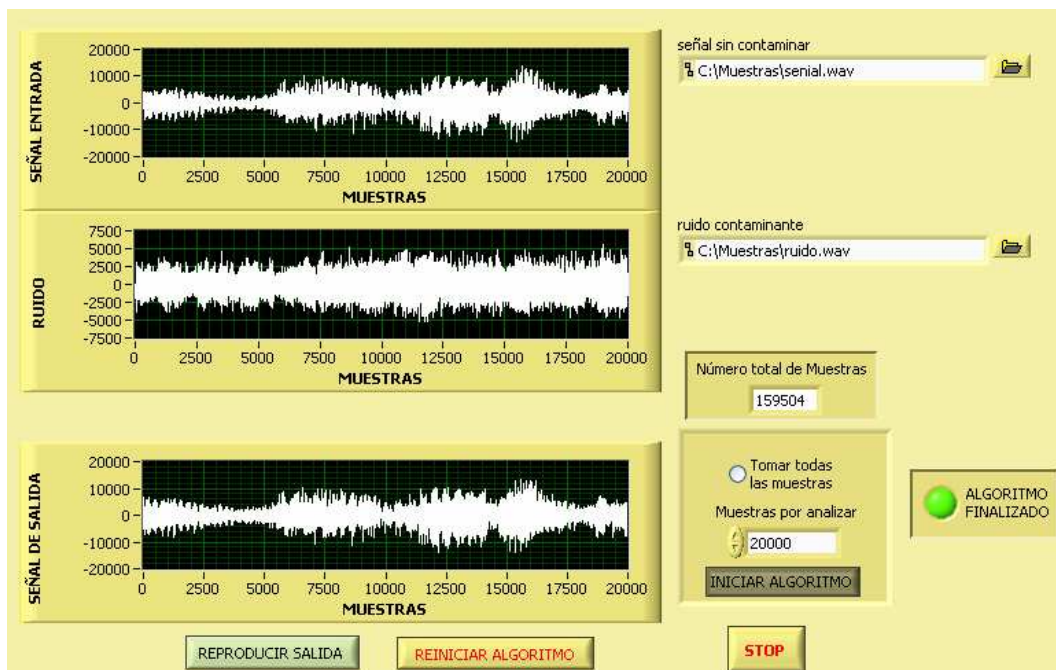 SEÑAL ENTRADA
20000
10000
0
-10000
-20000
0 2500 5000 7500 10000 12500 15000 17500 20000
MUESTRAS
señal sin contaminar
C:\Muestras\senial.wav
RUIDO
7500
5000
2500
0
-2500
-5000
-7500
0 2500 5000 7500 10000 12500 15000 17500 20000
MUESTRAS
ruido contaminante
C:\Muestras\ruido.wav
Número total de Muestras
159504
SEÑAL DE SALIDA
20000
10000
0
-10000
-20000
0 2500 5000 7500 10000 12500 15000 17500 20000
MUESTRAS
Tomar todas
las muestras
Muestras por analizar
20000
INICIAR ALGORITMO
ALGORITMO
FINALIZADO
REPRODUCIR SALIDA
REINICIAR ALGORITMO
STOP